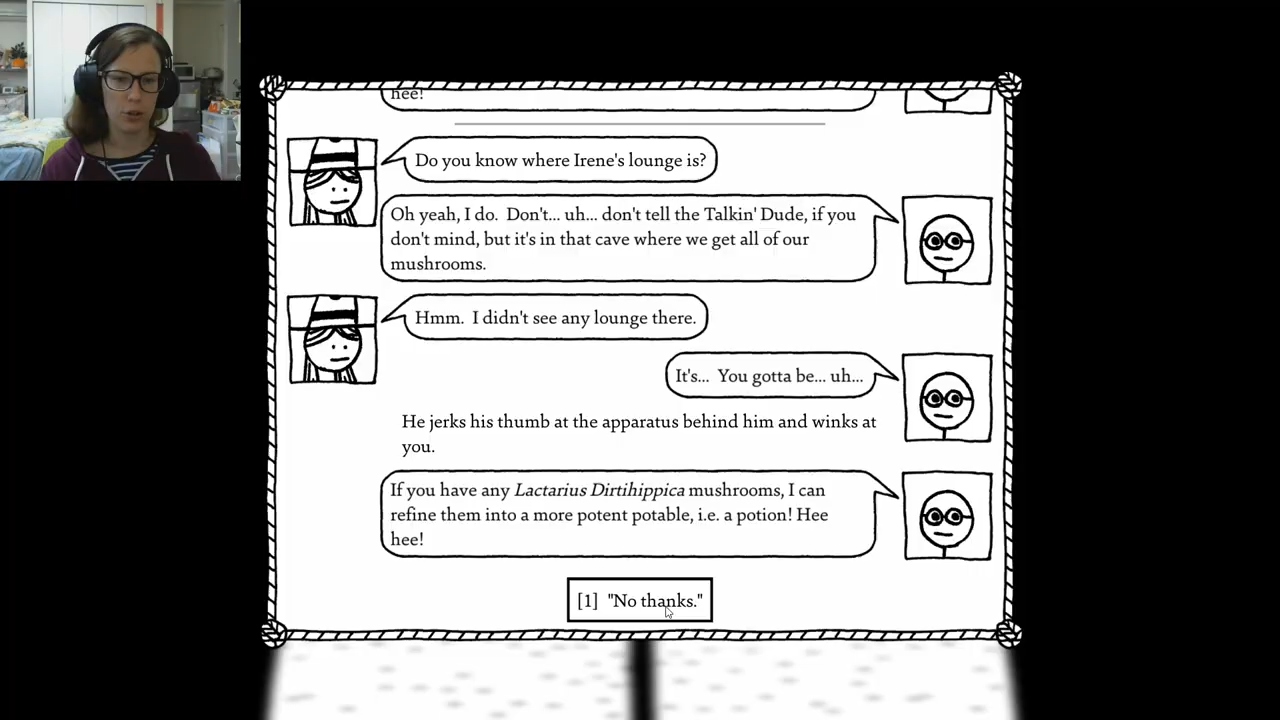 hee!
Do you know where Irene's lounge is?
Oh yeah, I do.  Don't... uh... don't tell the Talkin' Dude, if you
don't mind, but it's in that cave where we get all of our
mushrooms.
Hmm.  I didn't see any lounge there.
It's...  You gotta be... uh...
He jerks his thumb at the apparatus behind him and winks at
you.
If you have any Lactarius Dirtihippica mushrooms, I can
refine them into a more potent potable, i.e. a potion! Hee
hee!
[1]  "No thanks."